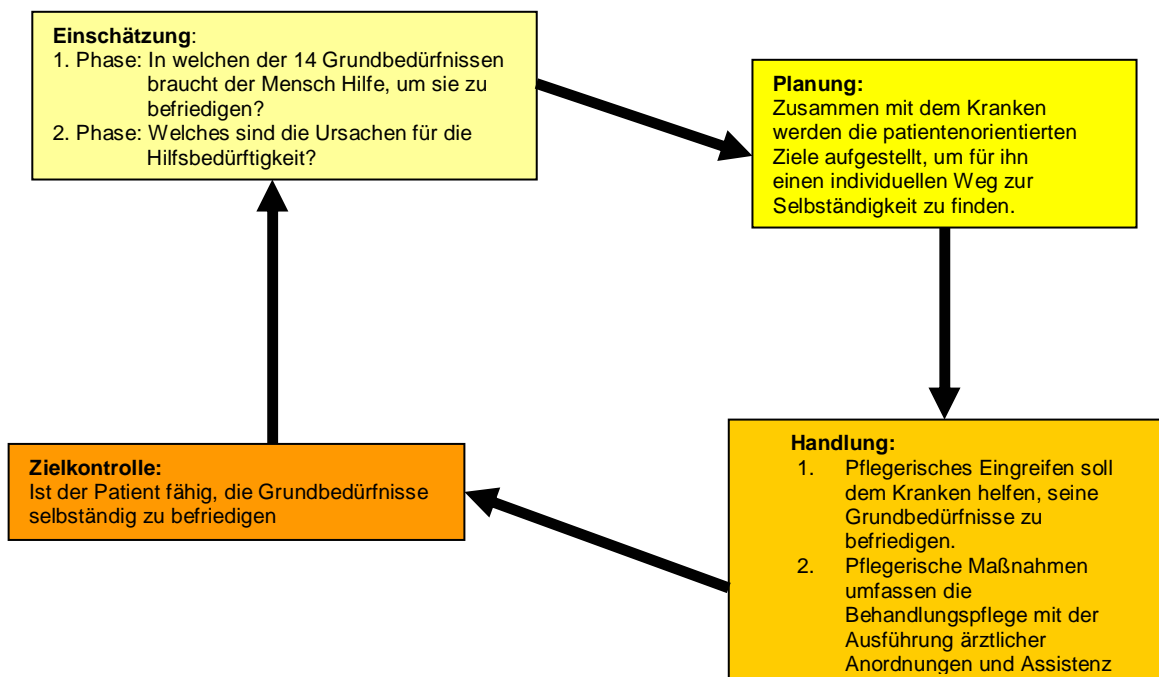 Einschätzung:
1. Phase: In welchen der 14 Grundbedürfnissen
braucht der Mensch Hilfe, um sie zu
befriedigen?
2. Phase: Welches sind die Ursachen für die
Hilfsbedürftigkeit?
Planung:
Zusammen mit dem Kranken
werden die patientenorientierten
Ziele aufgestellt, um für ihn
einen individuellen Weg zur
Selbständigkeit zu finden.
Handlung:
1. Pflegerisches Eingreifen soll
dem Kranken helfen, seine
Grundbedürfnisse zu
befriedigen.
2. Pflegerische Maßnahmen
umfassen die
Behandlungspflege mit der
Ausführung ärztlicher
Anordnungen und Assistenz
Zielkontrolle:
Ist der Patient fähig, die Grundbedürfnisse
selbständig zu befriedigen